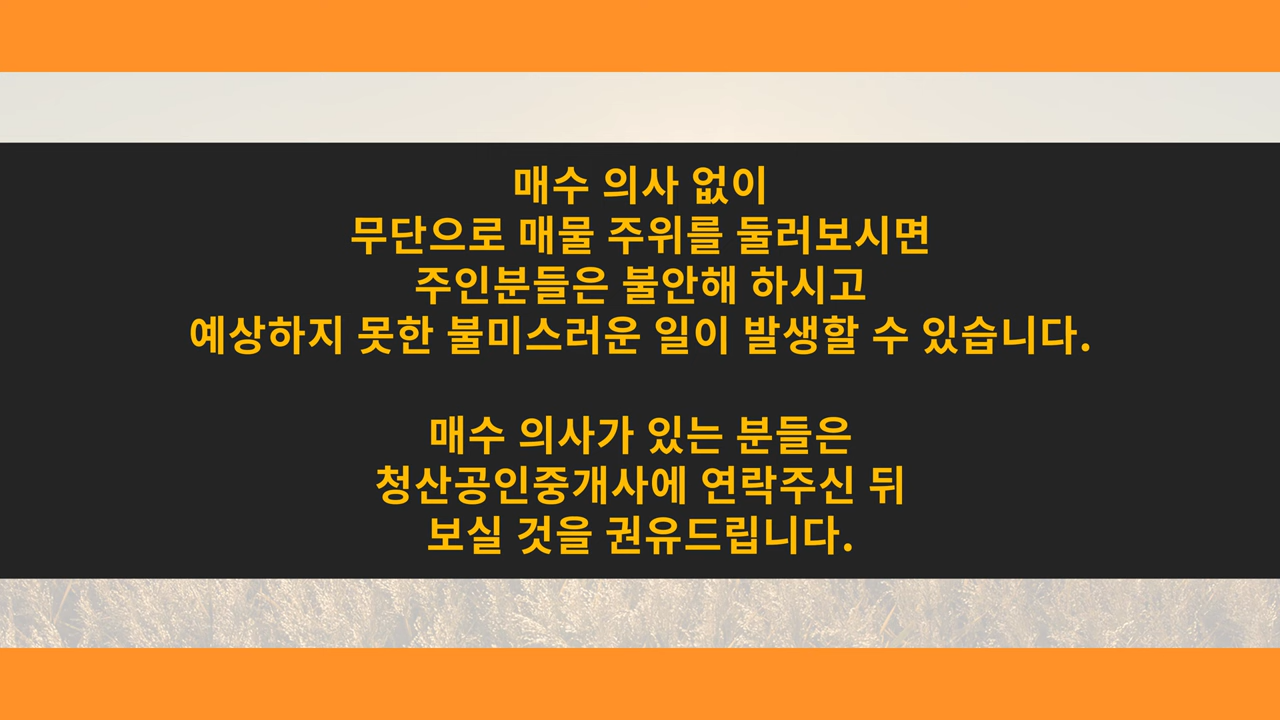 매수 의사 없이
무단으로 매물 주위를 둘러보시면
주인분들은 불안해 하시고
예상하지 못한 불미스러운 일이 발생할 수 있습니다.
매수 의사가 있는 분들은
청산공인중개사에 연락주신 뒤
보실 것을 권유드립니다.